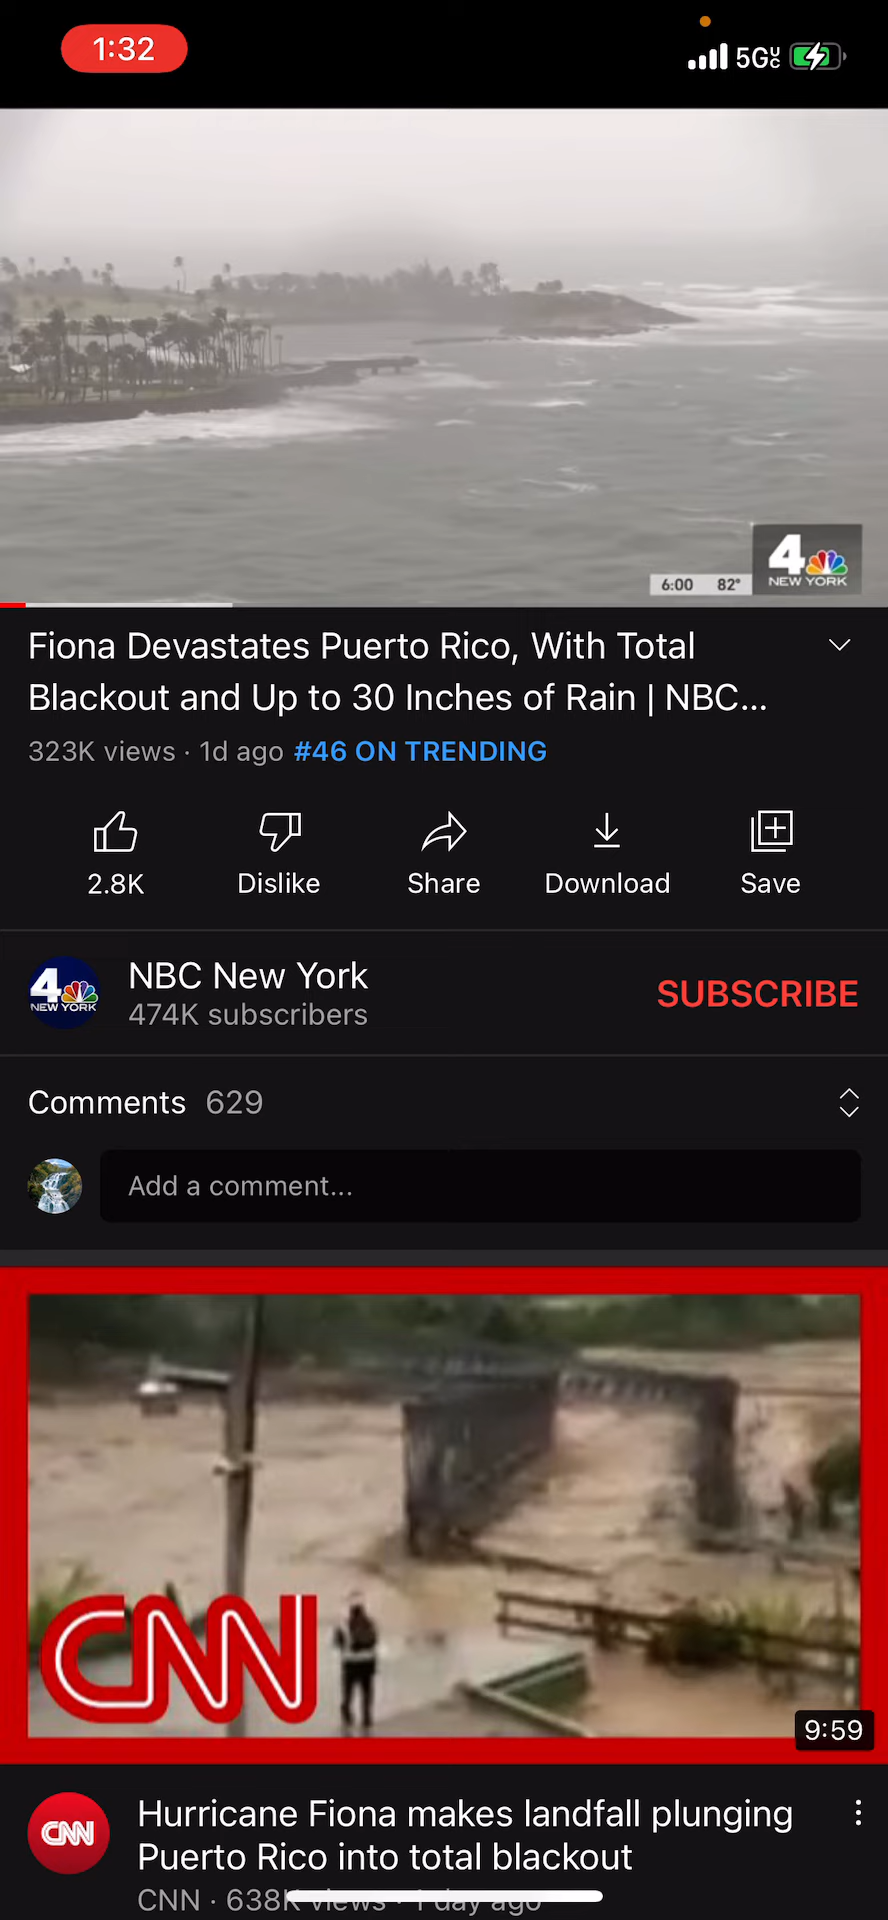 1:32
5GUC
6:00 82°
4
NEW YORK
Fiona Devastates Puerto Rico, With Total
Blackout and Up to 30 Inches of Rain | NBC...
323K views · 1d ago #46 ON TRENDING
2.8K Dislike Share Download Save
4
NEW YORK
NBC New York
474K subscribers
SUBSCRIBE
Comments 629
Add a comment...
CNN
9:59
CNN
Hurricane Fiona makes landfall plunging
Puerto Rico into total blackout
CNN · 638K views · 1 day ago